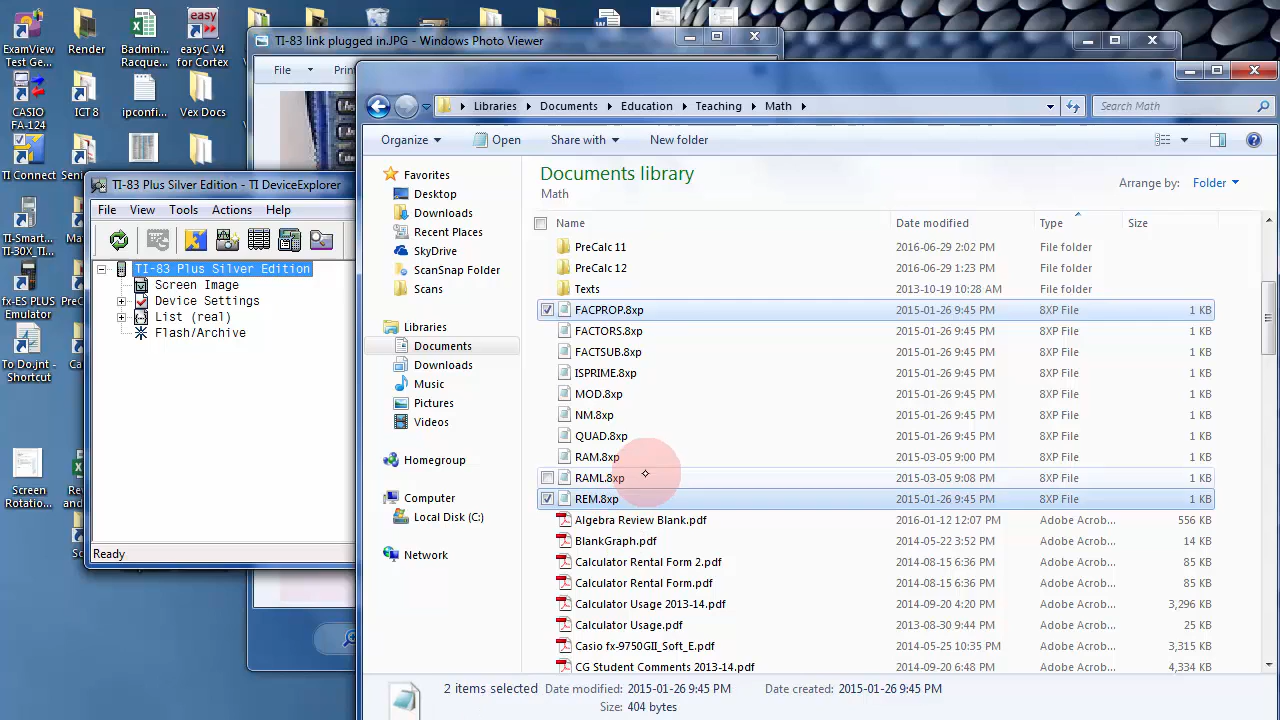 ExamView
Test Ge...
Render
Badmin...
Racque...
easy
easyC V4
for Cortex
CASIO
FA-124
ICT 8
ipconfi...
Vex Docs
TI Connect
Seni
TI-Smart...
TI-30X_TI...
Mat
fx-ES PLUS
Emulator
PreC
To Do.jnt -
Shortcut
Ca
Screen
Rotatio...
Re
and
Sc
TI-83 link plugged in.JPG - Windows Photo Viewer
File
Prin
TI-83 Plus Silver Edition - TI DeviceExplorer
File View Tools Actions Help
TI-83 Plus Silver Edition
Screen Image
Device Settings
List (real)
Flash/Archive
Ready
Libraries Documents Education Teaching Math
Search Math
Organize Open Share with New folder
Favorites
Desktop
Downloads
Recent Places
SkyDrive
ScanSnap Folder
Scans
Libraries
Documents
Downloads
Music
Pictures
Videos
Homegroup
Computer
Local Disk (C:)
Network
Documents library
Math
Arrange by: Folder
Name Date modified Type Size
PreCalc 11 2016-06-29 2:02 PM File folder
PreCalc 12 2016-06-29 1:23 PM File folder
Texts 2013-10-19 10:28 AM File folder
FACPROP.8xp 2015-01-26 9:45 PM 8XP File 1 KB
FACTORS.8xp 2015-01-26 9:45 PM 8XP File 1 KB
FACTSUB.8xp 2015-01-26 9:45 PM 8XP File 1 KB
ISPRIME.8xp 2015-01-26 9:45 PM 8XP File 1 KB
MOD.8xp 2015-01-26 9:45 PM 8XP File 1 KB
NM.8xp 2015-01-26 9:45 PM 8XP File 1 KB
QUAD.8xp 2015-01-26 9:45 PM 8XP File 1 KB
RAM.8xp 2015-03-05 9:00 PM 8XP File 1 KB
RAML.8xp 2015-03-05 9:08 PM 8XP File 1 KB
REM.8xp 2015-01-26 9:45 PM 8XP File 1 KB
Algebra Review Blank.pdf 2016-01-12 12:07 PM Adobe Acrob... 556 KB
BlankGraph.pdf 2014-05-22 3:52 PM Adobe Acrob... 14 KB
Calculator Rental Form 2.pdf 2014-08-15 6:36 PM Adobe Acrob... 85 KB
Calculator Rental Form.pdf 2014-08-15 6:36 PM Adobe Acrob... 85 KB
Calculator Usage 2013-14.pdf 2014-09-20 4:20 PM Adobe Acrob... 3,296 KB
Calculator Usage.pdf 2013-08-30 9:44 PM Adobe Acrob... 25 KB
Casio fx-9750GII_Soft_E.pdf 2014-05-25 10:35 PM Adobe Acrob... 3,315 KB
CG Student Comments 2013-14.pdf 2014-09-20 6:48 PM Adobe Acrob... 4,334 KB
2 items selected Date modified: 2015-01-26 9:45 PM Date created: 2015-01-26 9:45 PM
Size: 404 bytes